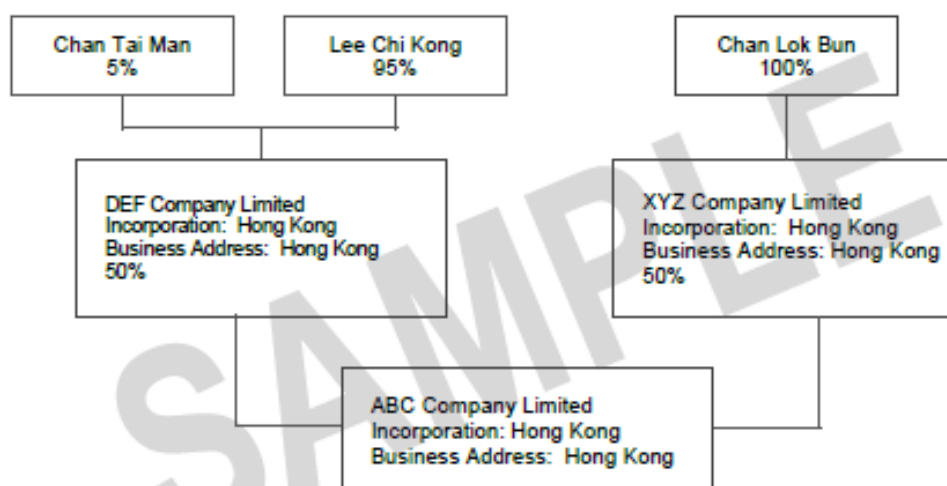 Chan Tai Man
5%
Lee Chi Kong
95%
Chan Lok Bun
100%
DEF Company Limited
Incorporation: Hong Kong
Business Address: Hong Kong
50%
XYZ Company Limited
Incorporation: Hong Kong
Business Address: Hong Kong
50%
ABC Company Limited
Incorporation: Hong Kong
Business Address: Hong Kong
SAMPLE